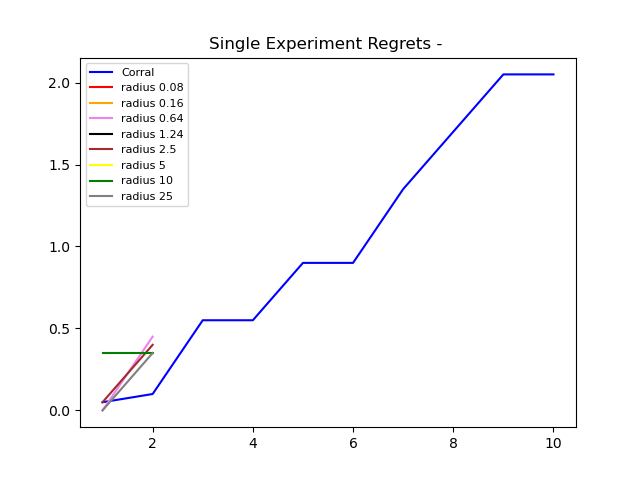 Single Experiment Regrets -
Corral
radius 0.08
radius 0.16
radius 0.64
radius 1.24
radius 2.5
radius 5
radius 10
radius 25
2.0
1.5
1.0
0.5
0.0
2 4 6 8 10